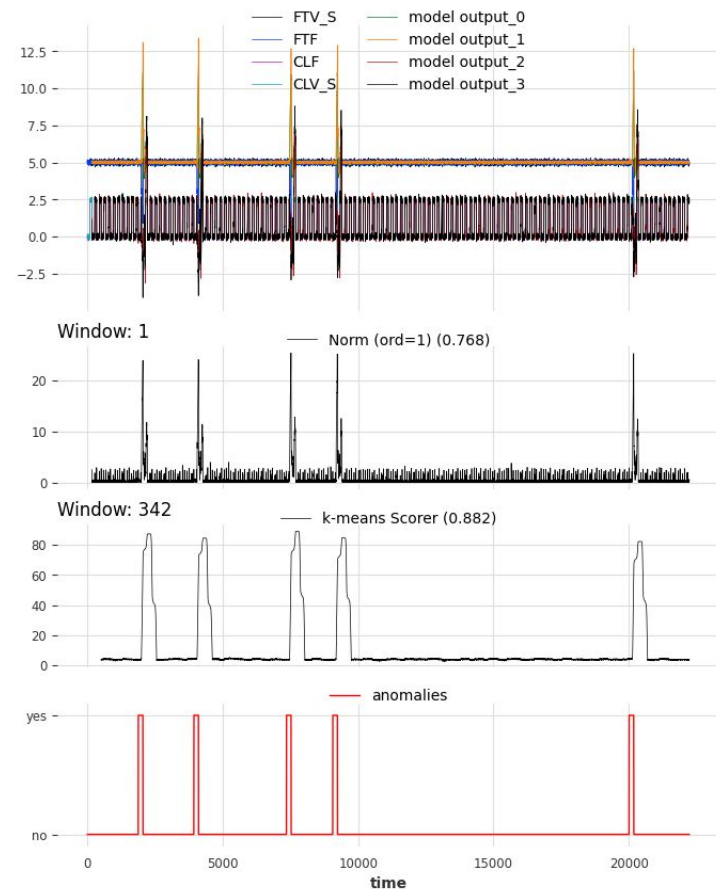 FTV_S model output_0
FTF model output_1
CLF model output_2
CLV_S model output_3
12.5
10.0
7.5
5.0
2.5
0.0
−2.5
Window: 1
Norm (ord=1) (0.768)
20
10
0
Window: 342
k-means Scorer (0.882)
80
60
40
20
0
anomalies
yes
no
0 5000 10000 15000 20000
time